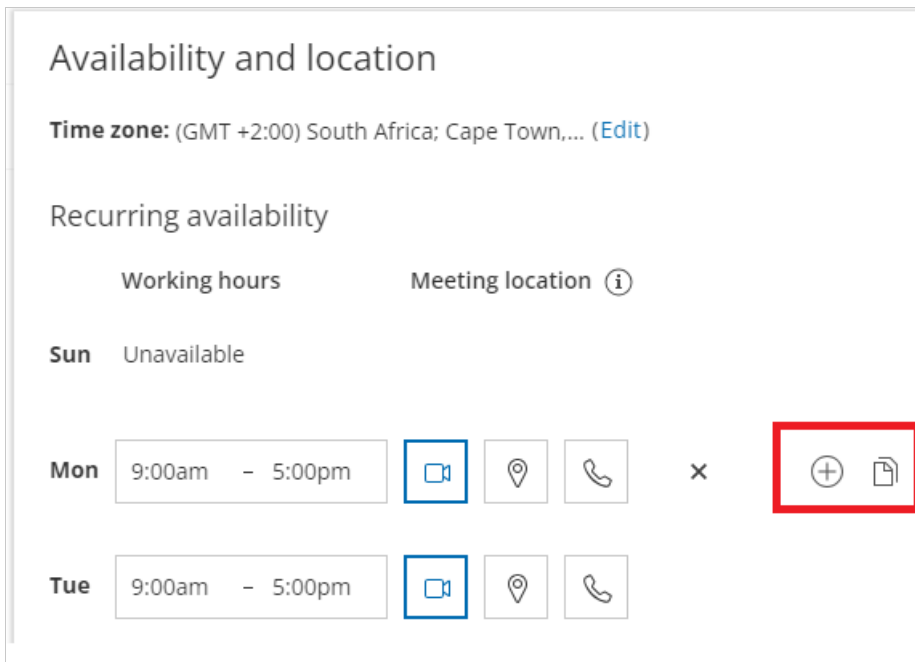 Availability and location
Time zone: (GMT +2:00) South Africa; Cape Town,... (Edit)
Recurring availability
Working hours Meeting location
Sun Unavailable
Mon 9:00am – 5:00pm
Tue 9:00am – 5:00pm